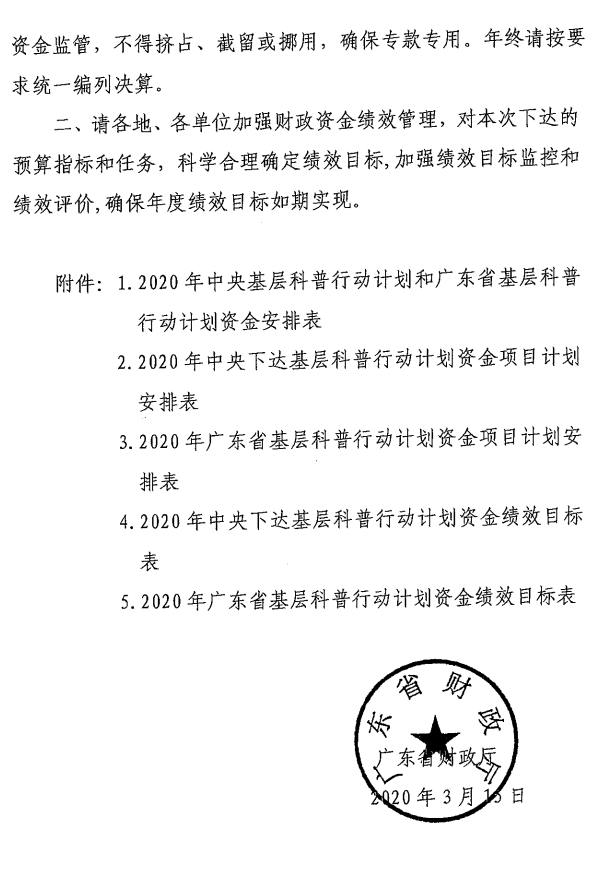 资金监管，不得挤占、截留或挪用，确保专款专用。年终请按要
求统一编列决算。
二、请各地、各单位加强财政资金绩效管理，对本次下达的
预算指标和任务，科学合理确定绩效目标,加强绩效目标监控和
绩效评价,确保年度绩效目标如期实现。
附件：1.2020年中央基层科普行动计划和广东省基层科普
行动计划资金安排表
2.2020年中央下达基层科普行动计划资金项目计划
安排表
3.2020年广东省基层科普行动计划资金项目计划安
排表
4.2020年中央下达基层科普行动计划资金绩效目标
表
5.2020年广东省基层科普行动计划资金绩效目标表
广东省财政厅
广东省财政厅
2020年3月13日